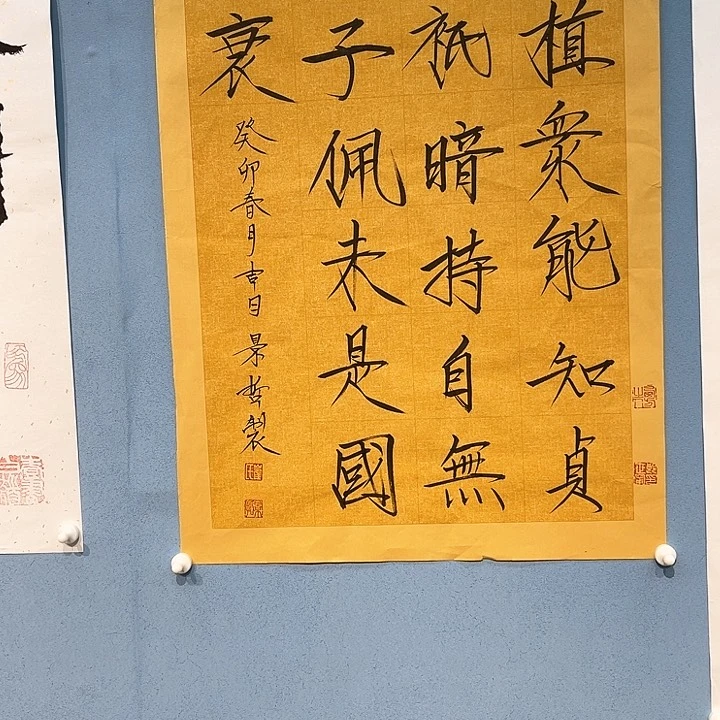 植眾能知貞
祇暗持自無
子佩未是國
衰
癸卯春月吉日景哲製